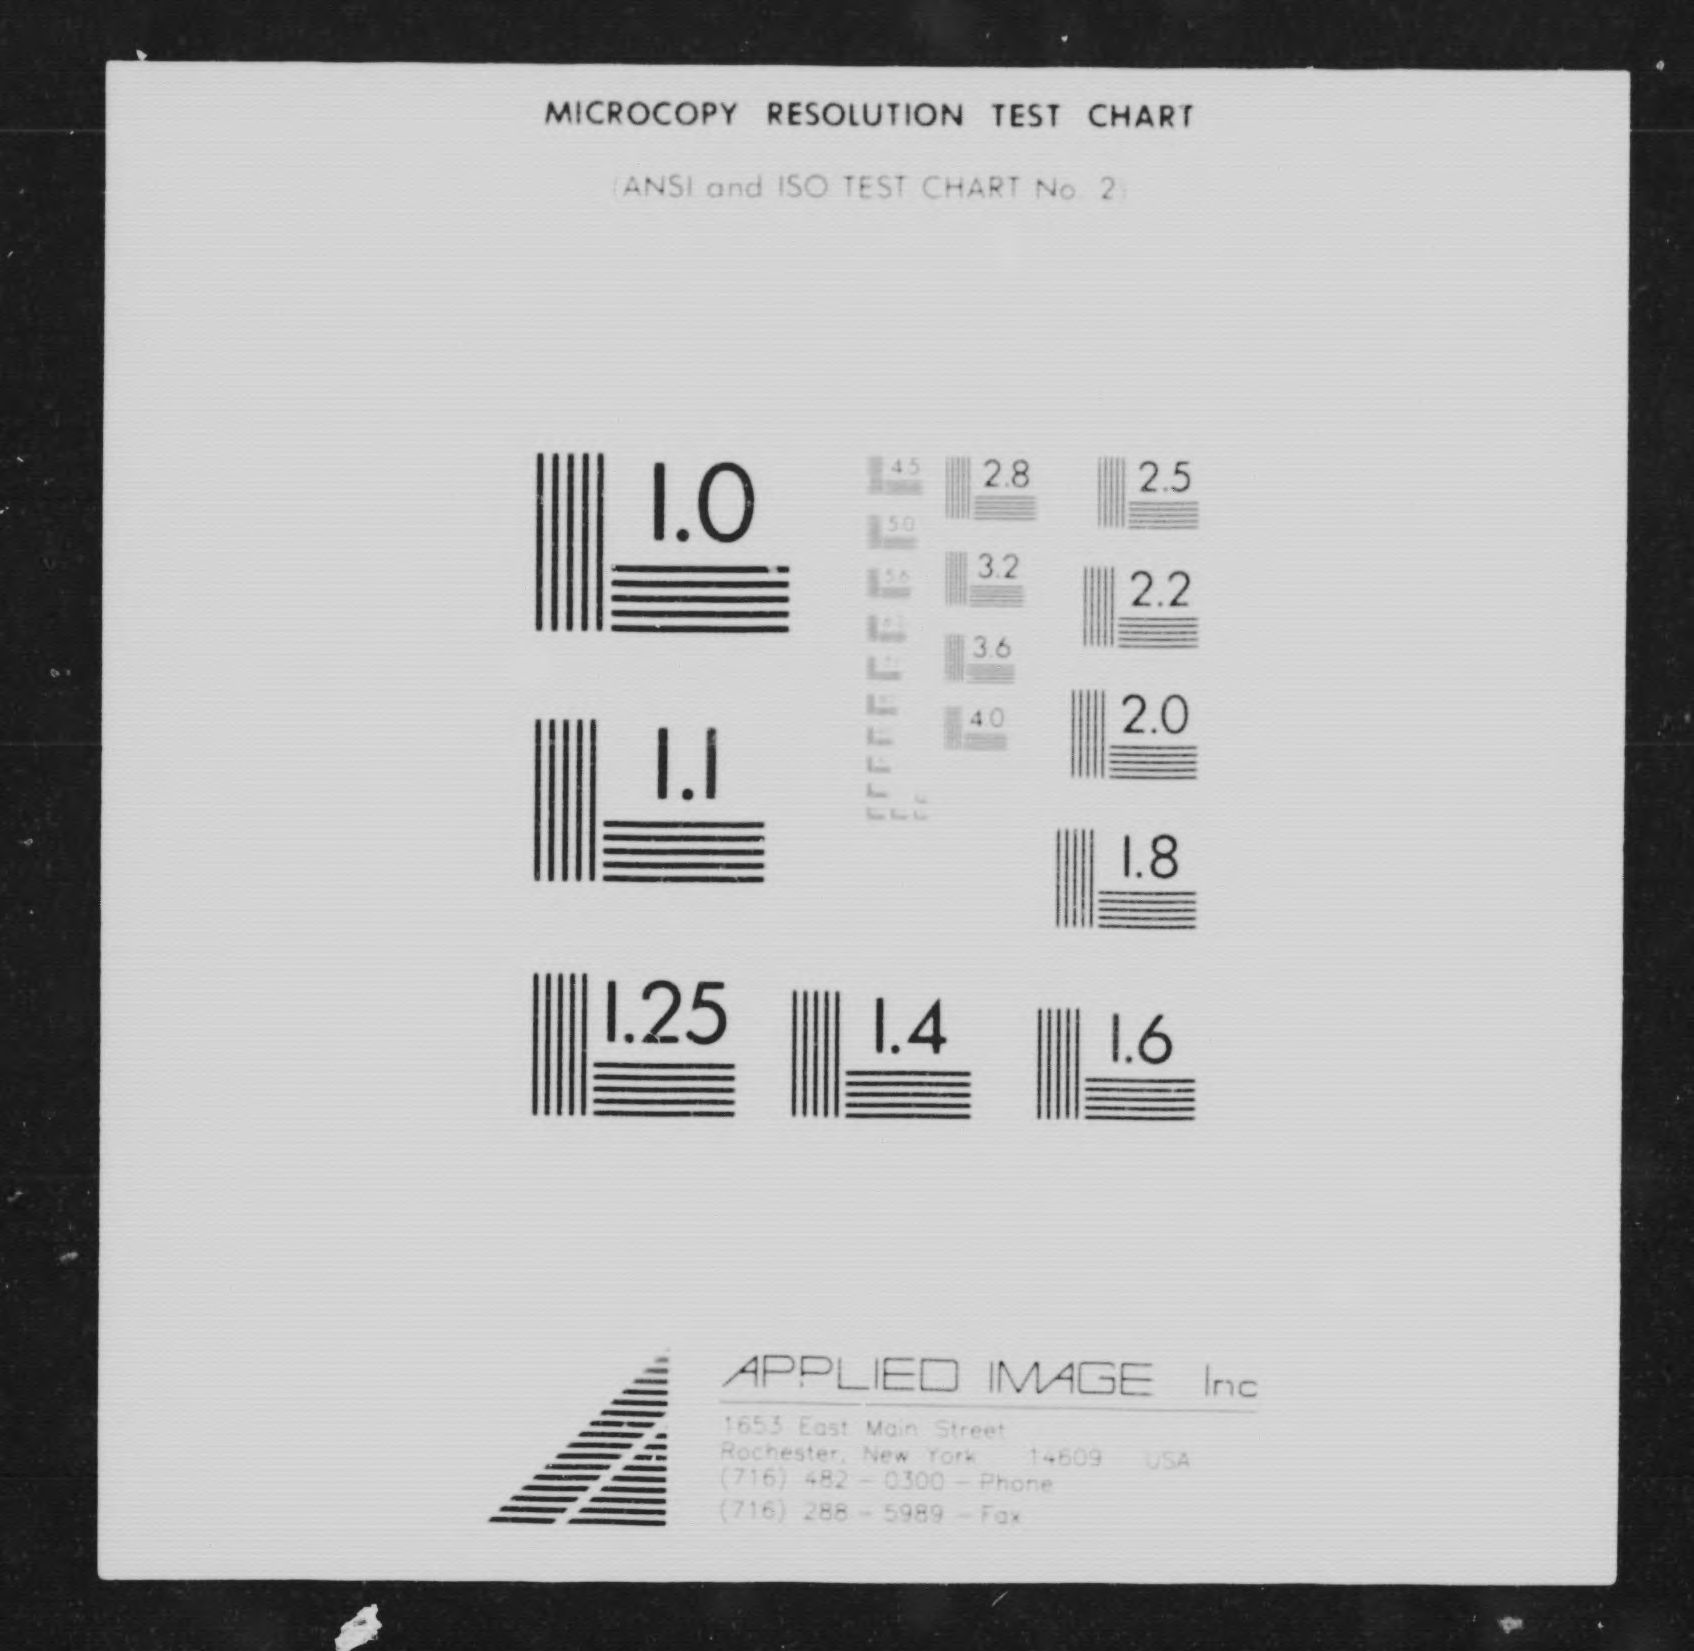 MICROCOPY RESOLUTION TEST CHART
(ANSI and ISO TEST CHART No. 2)
1.0
1.1
1.25
1.4
1.6
4.5
5.0
5.6
2.8
3.2
3.6
4.0
2.5
2.2
2.0
1.8
APPLIED IMAGE Inc
1653 East Main Street
Rochester, New York 14609 USA
(716) 482 - 0300 - Phone
(716) 288 - 5989 - Fax